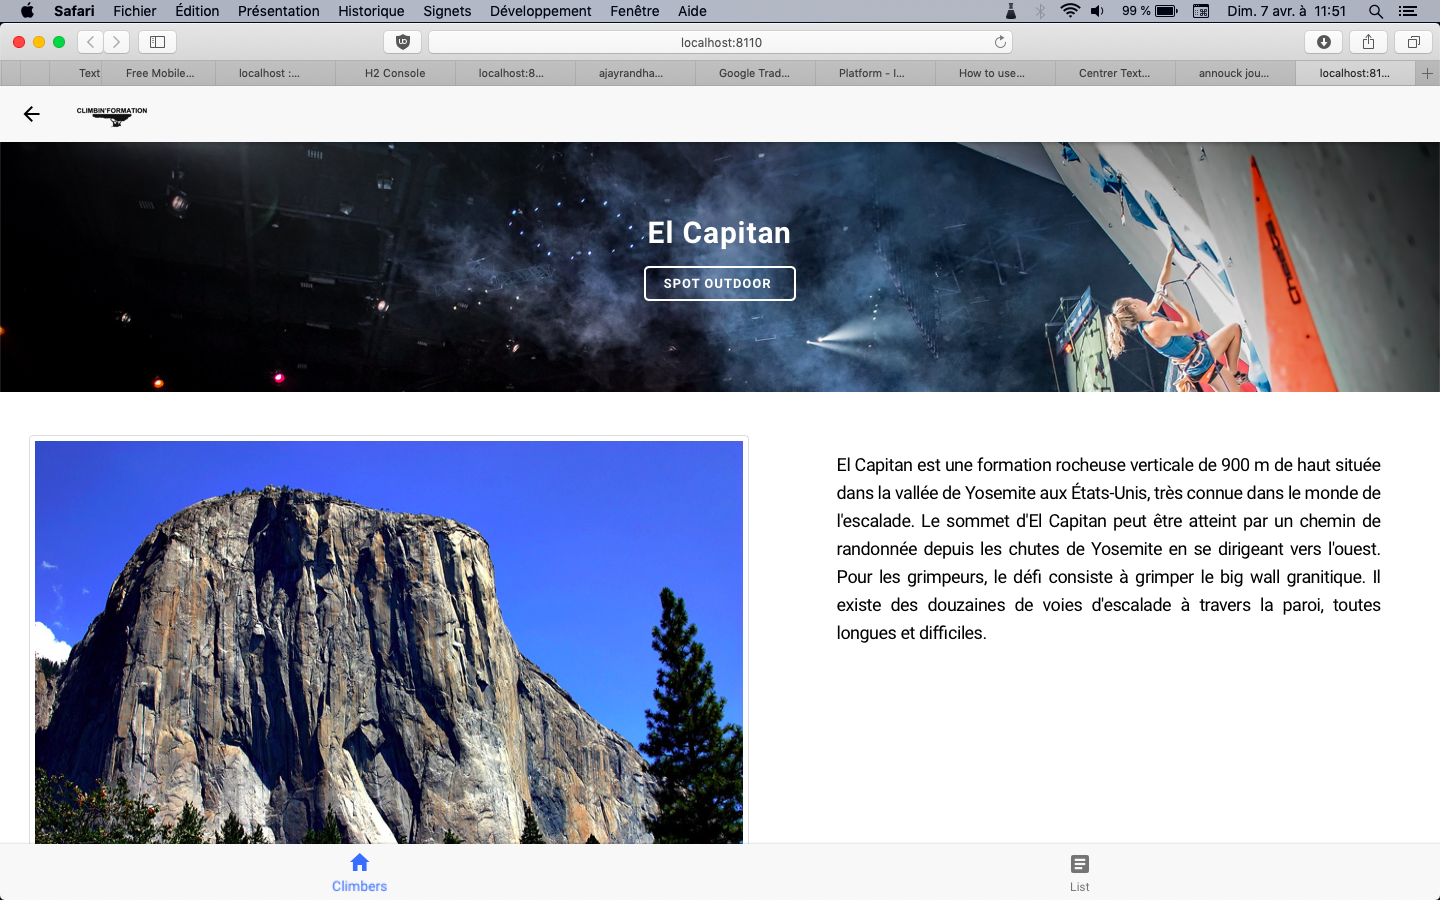 Safari Fichier Édition Présentation Historique Signets Développement Fenêtre Aide 99 % Dim. 7 avr. à 11:51
localhost:8110
Text Free Mobile... localhost :... H2 Console localhost:8... ajayrandha... Google Trad... Platform - I... How to use... Centrer Text... annouck jou... localhost:81...
CLIMBIN'FORMATION
El Capitan
SPOT OUTDOOR
El Capitan est une formation rocheuse verticale de 900 m de haut située
dans la vallée de Yosemite aux États-Unis, très connue dans le monde de
l'escalade. Le sommet d'El Capitan peut être atteint par un chemin de
randonnée depuis les chutes de Yosemite en se dirigeant vers l'ouest.
Pour les grimpeurs, le défi consiste à grimper le big wall granitique. Il
existe des douzaines de voies d'escalade à travers la paroi, toutes
longues et difficiles.
Climbers
List